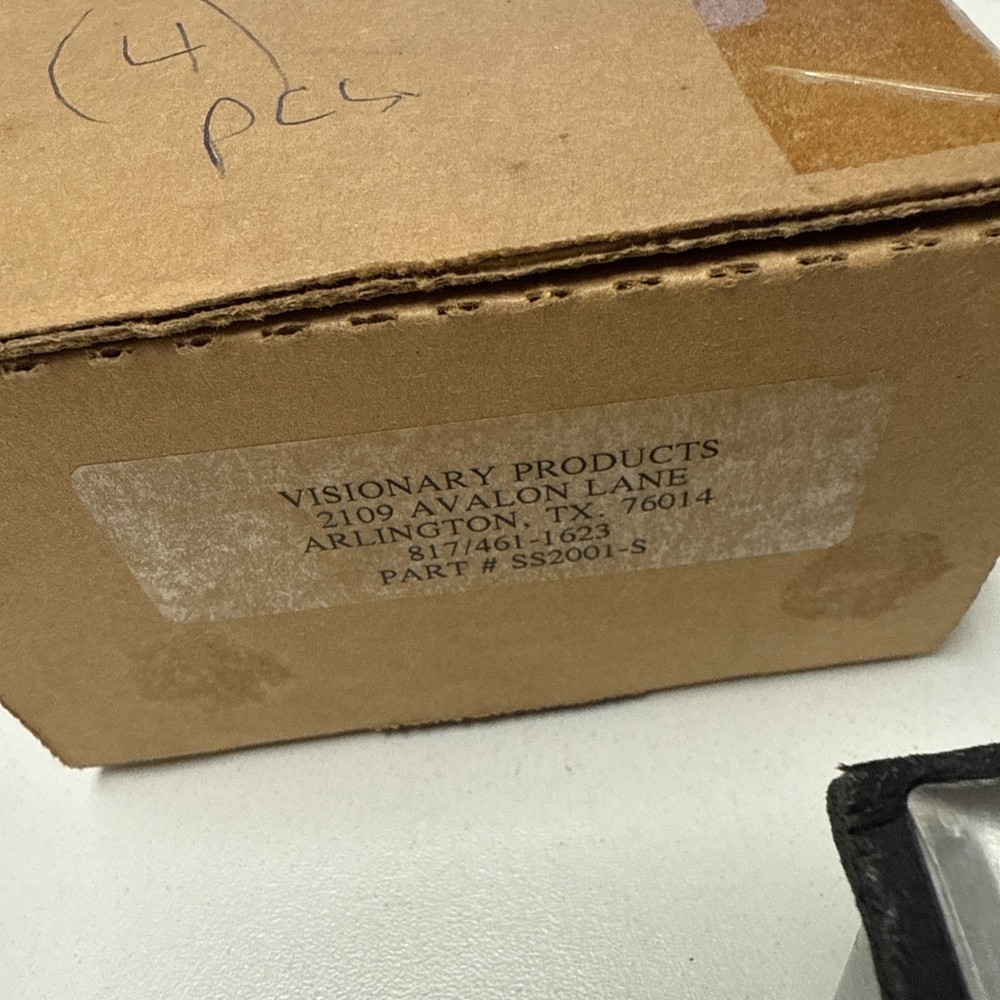 (4)
pcs
VISIONARY PRODUCTS
2109 AVALON LANE
ARLINGTON, TX. 76014
817/461-1623
PART # SS2001-S